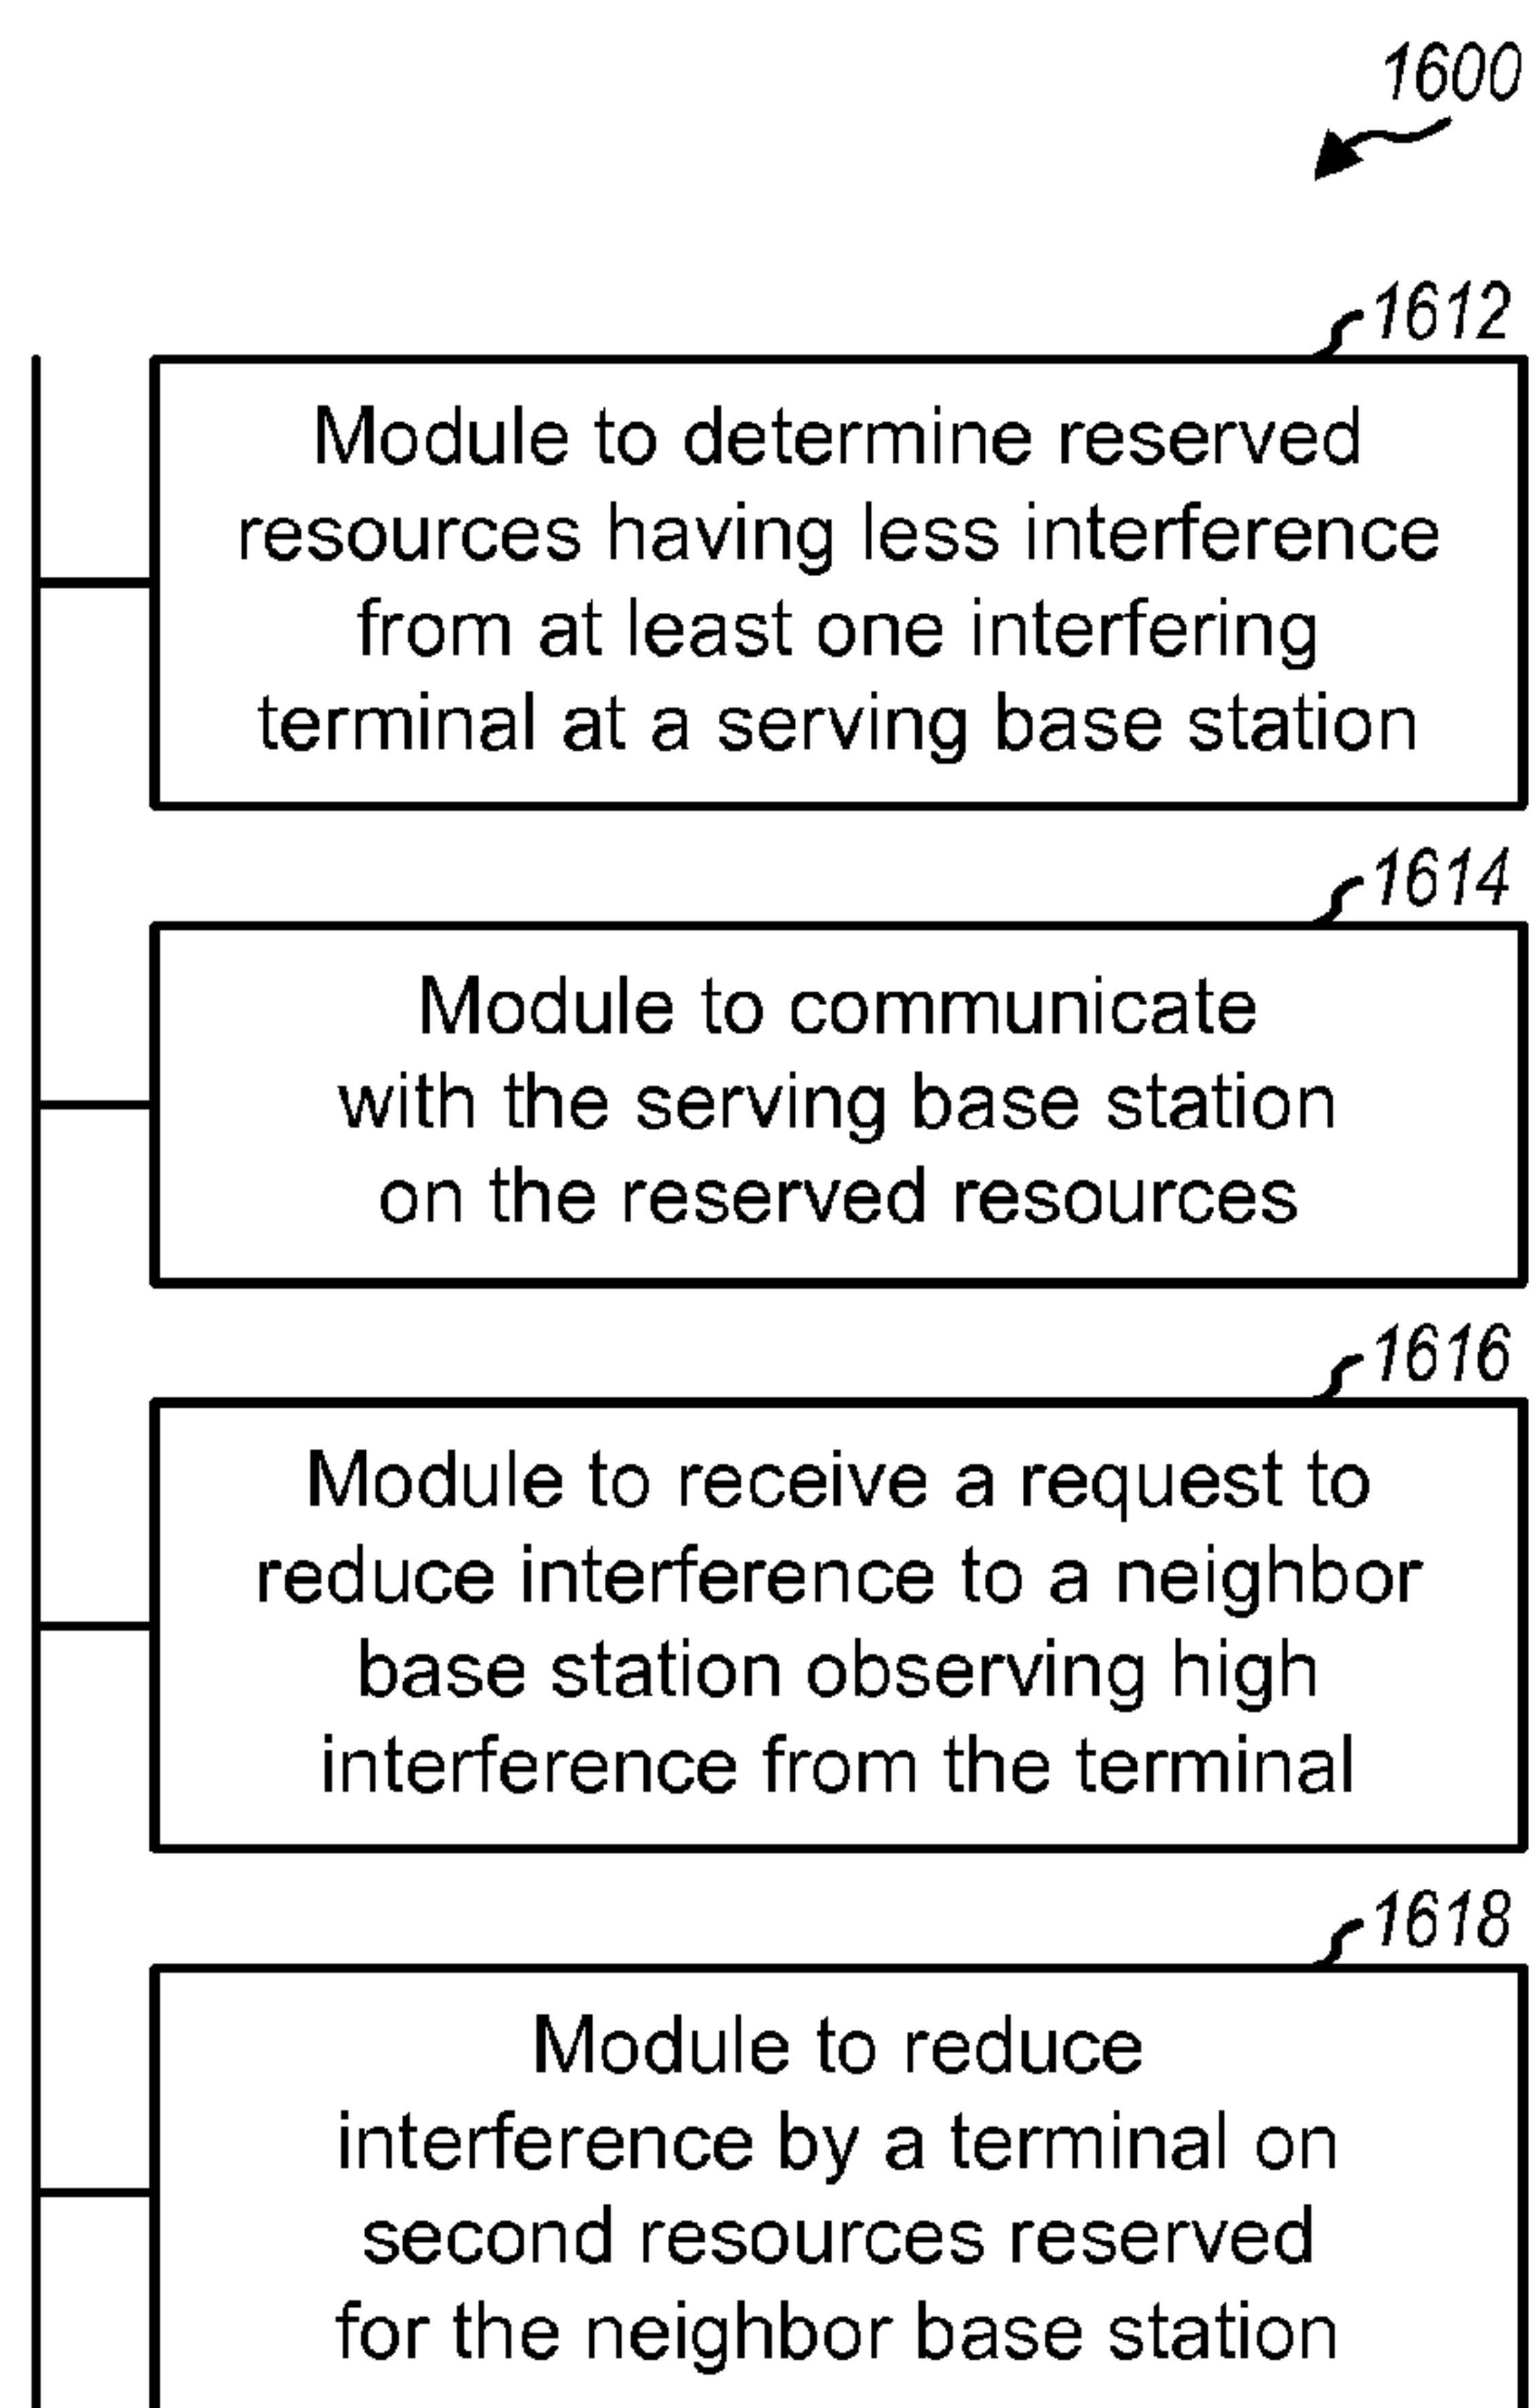 1600
1612
Module to determine reserved
resources having less interference
from at least one interfering
terminal at a serving base station
1614
Module to communicate
with the serving base station
on the reserved resources
1616
Module to receive a request to
reduce interference to a neighbor
base station observing high
interference from the terminal
1618
Module to reduce
interference by a terminal on
second resources reserved
for the neighbor base station